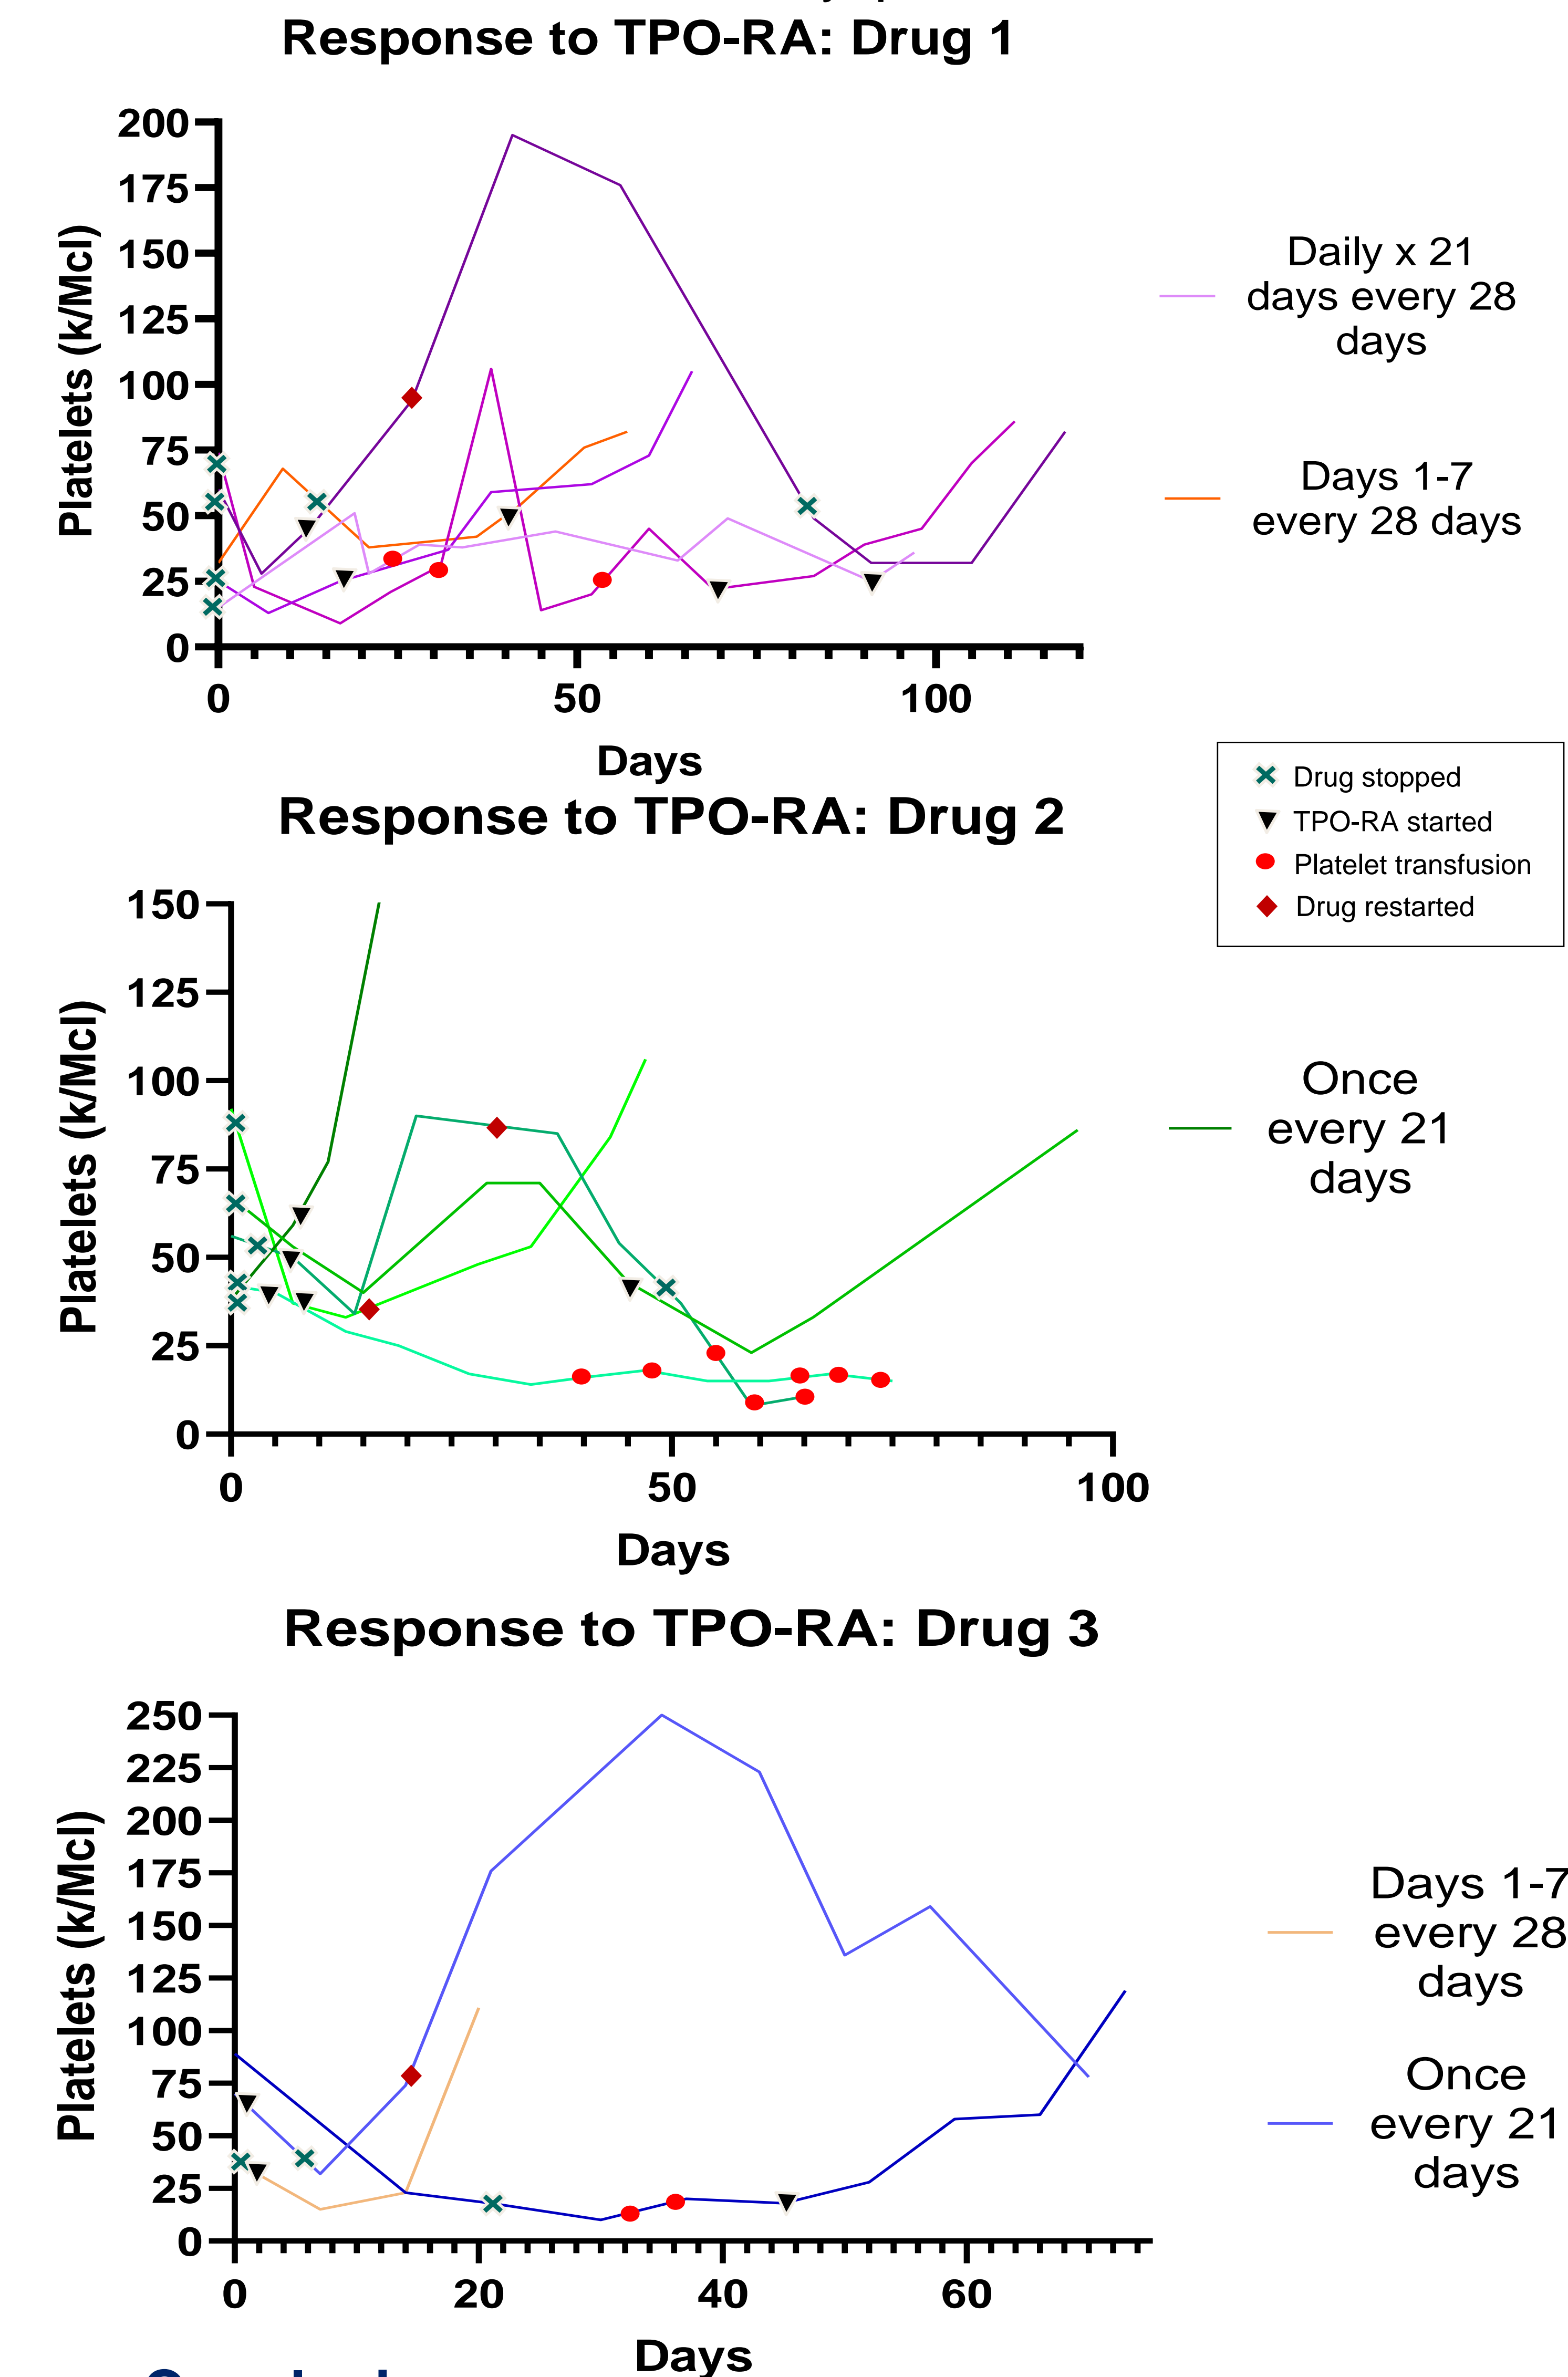 Response to TPO-RA: Drug 1
Platelets (k/Mcl)
200
175
150
125
100
75
50
25
0
0 50 100
Days
Daily x 21
days every 28
days
Days 1-7
every 28 days
Drug stopped
TPO-RA started
Platelet transfusion
Drug restarted
Response to TPO-RA: Drug 2
Platelets (k/Mcl)
150
125
100
75
50
25
0
0 50 100
Days
Once
every 21
days
Response to TPO-RA: Drug 3
Platelets (k/Mcl)
250
225
200
175
150
125
100
75
50
25
0
0 20 40 60
Days
Days 1-7
every 28
days
Once
every 21
days